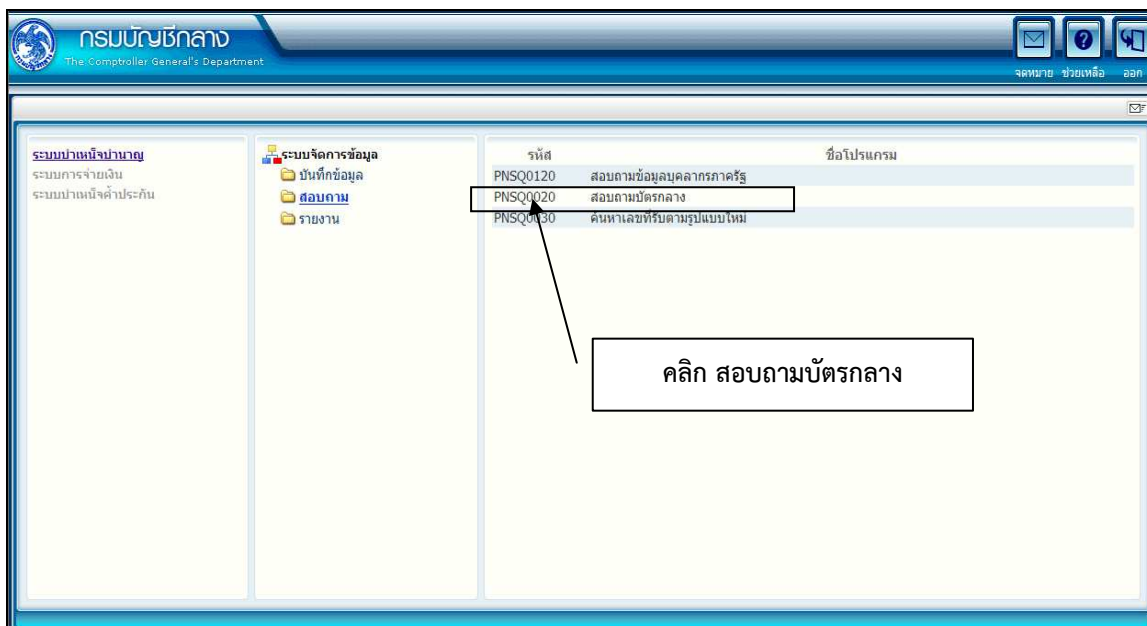 กรมบัญชีกลาง
The Comptroller General's Department
จดหมาย ช่วยเหลือ ออก
ระบบบำเหน็จบำนาญ
ระบบการจ่ายเงิน
ระบบบำเหน็จค้ำประกัน
ระบบจัดการข้อมูล
บันทึกข้อมูล
สอบถาม
รายงาน
รหัส ชื่อโปรแกรม
PNSQ0120 สอบถามข้อมูลบุคลากรภาครัฐ
PNSQ0020 สอบถามบัตรกลาง
PNSQ0030 ค้นหาเลขที่รับตามรูปแบบใหม่
คลิก สอบถามบัตรกลาง